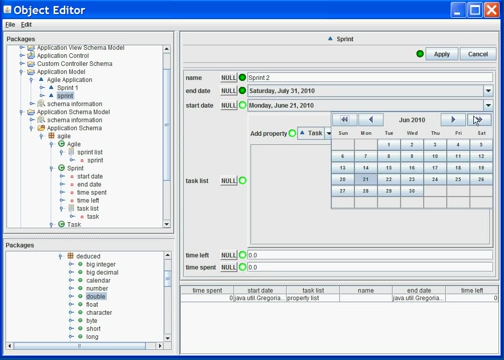 Object Editor
File Edit
Packages
Application View Schema Model
Application Control
Custom Controller Schema
Application Model
Agile Application
Sprint 1
sprint
schema information
Application Schema Model
schema information
Application Schema
agile
Agile
sprint list
sprint
Sprint
start date
end date
time spent
time left
task list
task
Task
Packages
deduced
big integer
big decimal
calendar
number
double
float
character
byte
short
long
Sprint
Apply Cancel
name NULL Sprint 2
end date NULL Saturday, July 31, 2010
start date NULL Monday, June 21, 2010
Jun 2010
Sun Mon Tue Wed Thu Fri Sat
1 2 3 4 5
6 7 8 9 10 11 12
13 14 15 16 17 18 19
20 21 22 23 24 25 26
27 28 29 30
Add property Task
task list NULL
time left NULL 0.0
time spent NULL 0.0
time spent start date task list name end date time left
0 java.util.Gregoria... property list java.util.Gregoria... 0